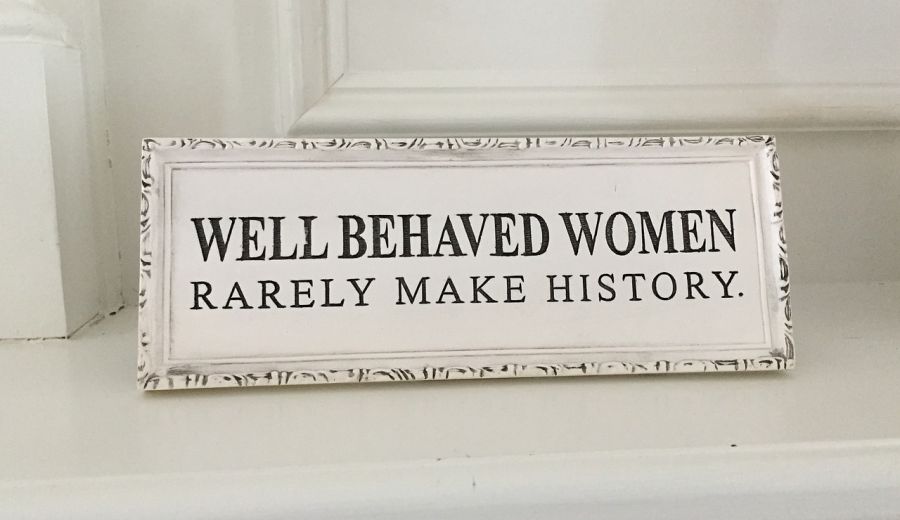 WELL BEHAVED WOMEN
RARELY MAKE HISTORY.